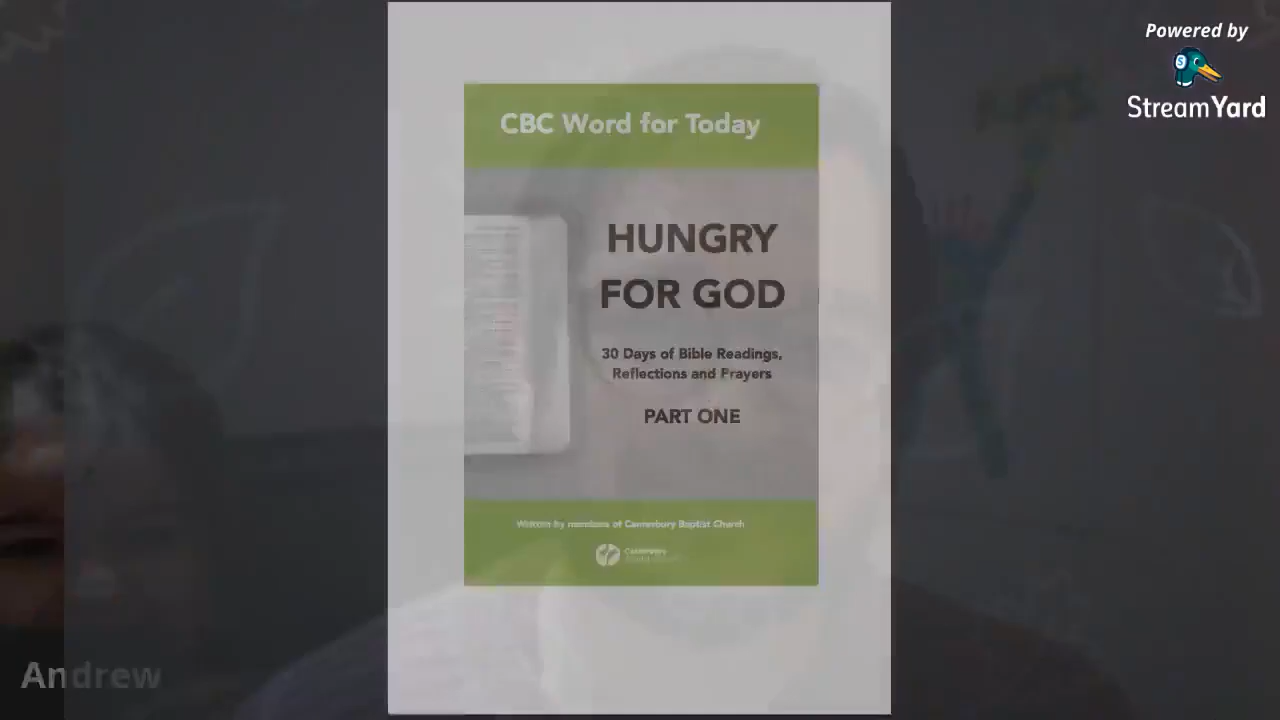 Powered by
StreamYard
CBC Word for Today
HUNGRY
FOR GOD
30 Days of Bible Readings,
Reflections and Prayers
PART ONE
Written by members of Canterbury Baptist Church
Canterbury
Andrew